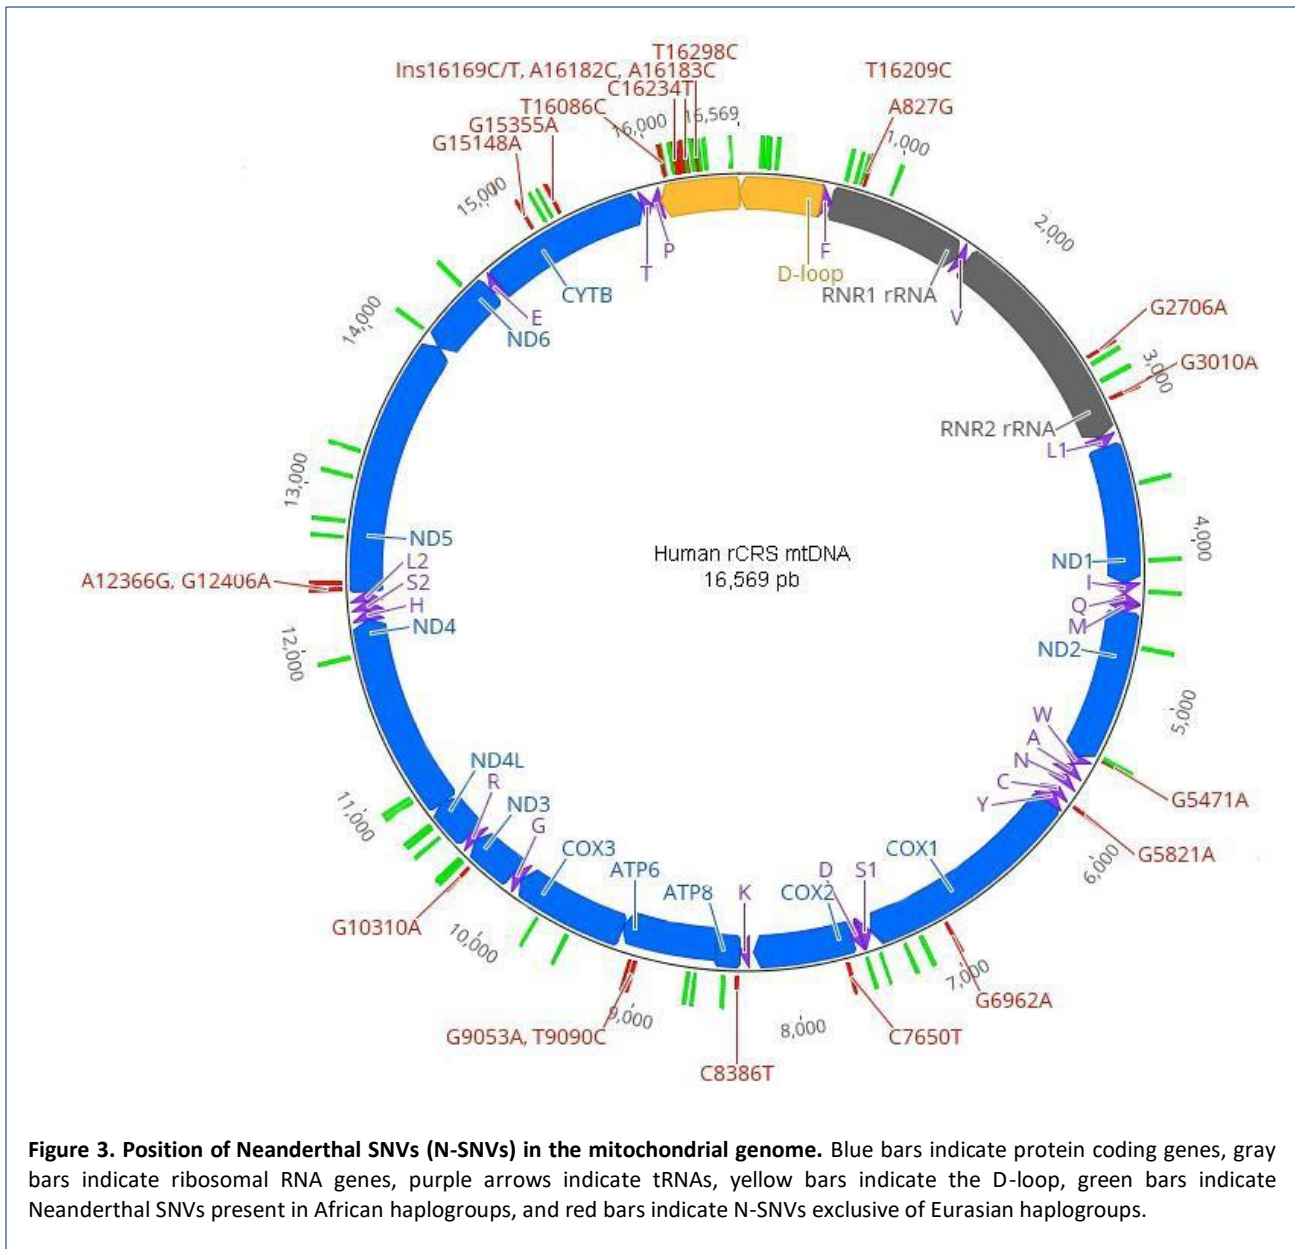 T16298C
Ins16169C/T, A16182C, A16183C
C16234T
T16086C
G15355A
G15148A
T16209C
A827G
16,000
16,569
1,000
15,000
2,000
P
T
F
D-loop
RNR1 rRNA
V
CYTB
E
ND6
14,000
G2706A
3,000
G3010A
RNR2 rRNA
L1
13,000
4,000
ND5
L2
S2
H
ND4
A12366G, G12406A
Human rCRS mtDNA
16,569 pb
ND1
I
Q
M
ND2
12,000
5,000
W
A
N
C
Y
G5471A
G5821A
6,000
ND4L
R
ND3
G
11,000
COX3
ATP6
ATP8
K
COX2
D
S1
COX1
G10310A
10,000
7,000
G6962A
9,000
8,000
G9053A, T9090C
C7650T
C8386T
Figure 3. Position of Neanderthal SNVs (N-SNVs) in the mitochondrial genome. Blue bars indicate protein coding genes, gray
bars indicate ribosomal RNA genes, purple arrows indicate tRNAs, yellow bars indicate the D-loop, green bars indicate
Neanderthal SNVs present in African haplogroups, and red bars indicate N-SNVs exclusive of Eurasian haplogroups.